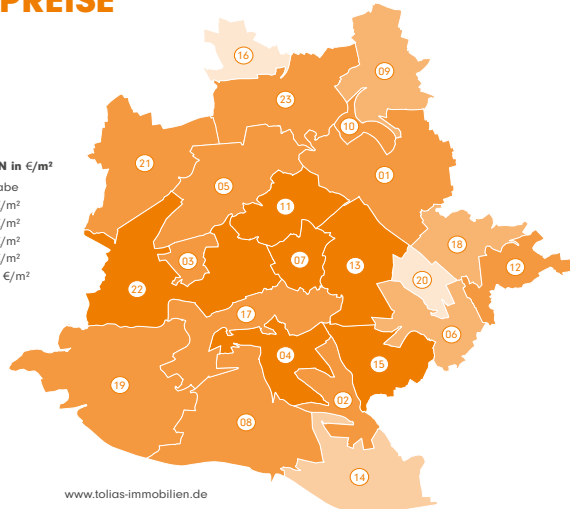 PREISE
16
09
23
10
N in €/m²
21
01
abe
05
/m²
11
/m²
18
/m²
03
07
13
12
/m²
20
€/m²
22
17
06
04
15
19
02
08
14
www.tolias-immobilien.de